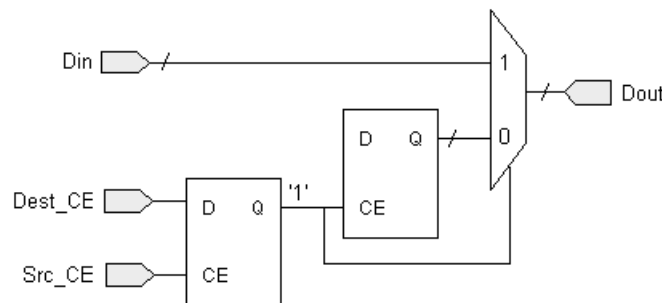 Din
1
Dout
D Q
0
Dest_CE
'1'
D Q
CE
Src_CE
CE